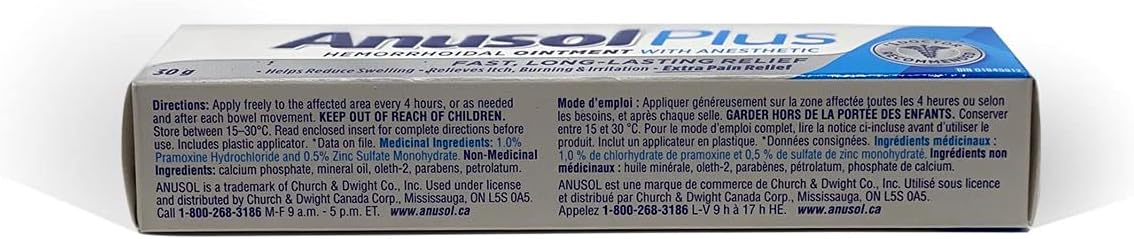 Anusol Plus
HEMORRHOIDAL OINTMENT WITH ANESTHETIC
FAST, LONG-LASTING RELIEF
30 g
• Helps Reduce Swelling • Relieves Itch, Burning & Irritation • Extra Pain Relief
DOCTOR
RECOMMENDED
Directions: Apply freely to the affected area every 4 hours, or as needed
and after each bowel movement. KEEP OUT OF REACH OF CHILDREN.
Store between 15–30°C. Read enclosed insert for complete directions before
use. Includes plastic applicator. *Data on file. Medicinal Ingredients: 1.0%
Pramoxine Hydrochloride and 0.5% Zinc Sulfate Monohydrate. Non-Medicinal
Ingredients: calcium phosphate, mineral oil, oleth-2, parabens, petrolatum.
ANUSOL is a trademark of Church & Dwight Co., Inc. Used under license
and distributed by Church & Dwight Canada Corp., Mississauga, ON L5S 0A5.
Call 1-800-268-3186 M-F 9 a.m. - 5 p.m. ET. www.anusol.ca
Mode d'emploi : Appliquer généreusement sur la zone affectée toutes les 4 heures ou selon
les besoins, et après chaque selle. GARDER HORS DE LA PORTÉE DES ENFANTS. Conserver
entre 15 et 30 °C. Pour le mode d'emploi complet, lire la notice ci-incluse avant d'utiliser le
produit. Inclut un applicateur en plastique. *Données consignées. Ingrédients médicinaux :
1,0 % de chlorhydrate de pramoxine et 0,5 % de sulfate de zinc monohydraté. Ingrédients non
médicinaux : huile minérale, oleth-2, parabènes, pétrolatum, phosphate de calcium.
ANUSOL est une marque de commerce de Church & Dwight Co., Inc. Utilisé sous licence
et distribué par Church & Dwight Canada Corp., Mississauga, ON L5S 0A5.
Appelez 1-800-268-3186 L-V 9 h à 17 h HE. www.anusol.ca